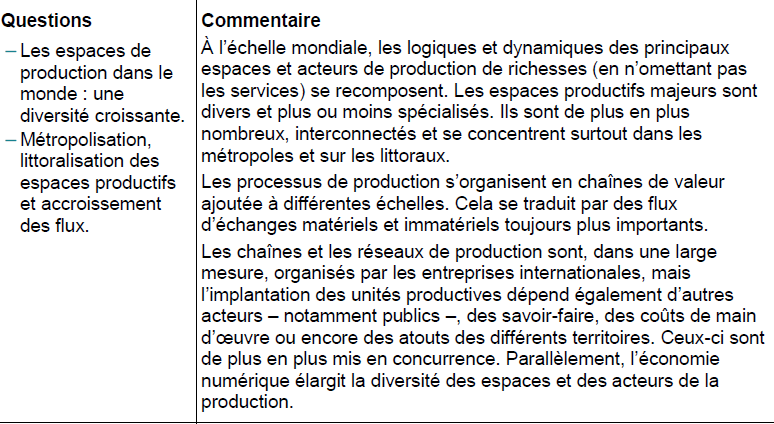 Questions
– Les espaces de
production dans le
monde : une
diversité croissante.
– Métropolisation,
littoralisation des
espaces productifs
et accroissement
des flux.
Commentaire
À l’échelle mondiale, les logiques et dynamiques des principaux
espaces et acteurs de production de richesses (en n’omettant pas
les services) se recomposent. Les espaces productifs majeurs sont
divers et plus ou moins spécialisés. Ils sont de plus en plus
nombreux, interconnectés et se concentrent surtout dans les
métropoles et sur les littoraux.
Les processus de production s’organisent en chaînes de valeur
ajoutée à différentes échelles. Cela se traduit par des flux
d’échanges matériels et immatériels toujours plus importants.
Les chaînes et les réseaux de production sont, dans une large
mesure, organisés par les entreprises internationales, mais
l’implantation des unités productives dépend également d’autres
acteurs – notamment publics –, des savoir-faire, des coûts de main
d’œuvre ou encore des atouts des différents territoires. Ceux-ci sont
de plus en plus mis en concurrence. Parallèlement, l’économie
numérique élargit la diversité des espaces et des acteurs de la
production.